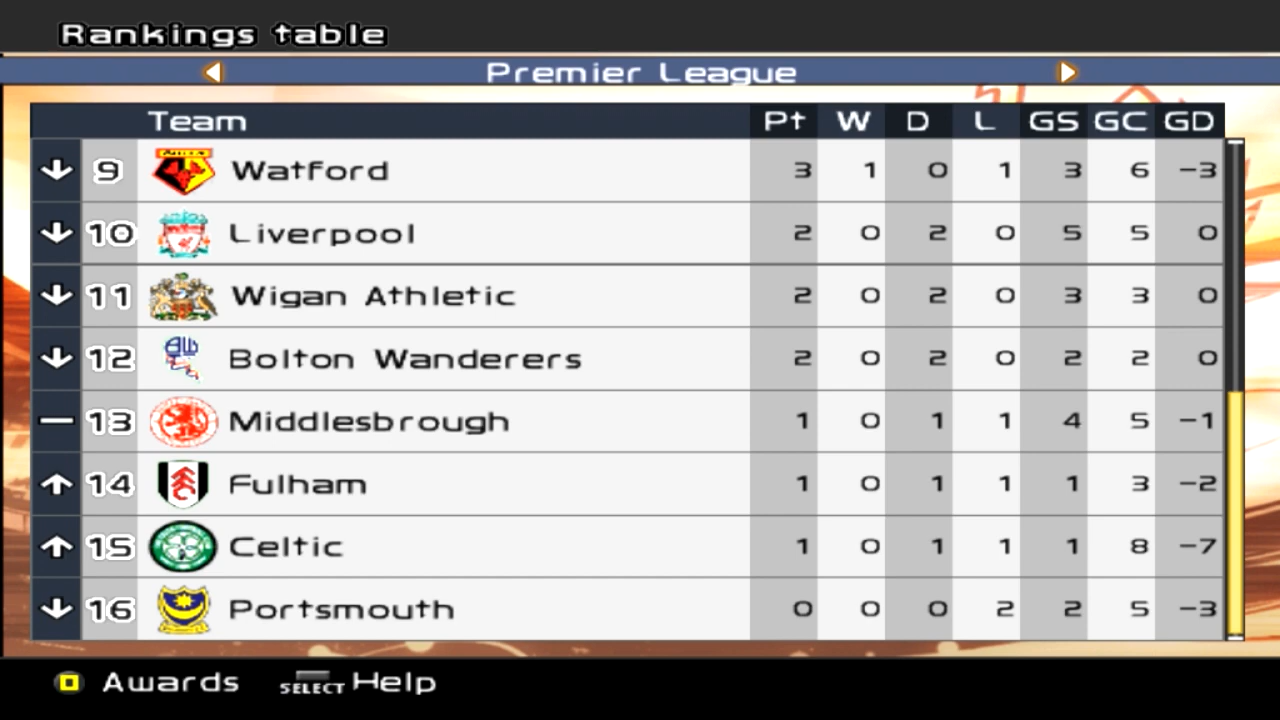 Rankings table
Premier League
Team Pt W D L GS GC GD
9 Watford 3 1 0 1 3 6 -3
10 Liverpool 2 0 2 0 5 5 0
11 Wigan Athletic 2 0 2 0 3 3 0
12 Bolton Wanderers 2 0 2 0 2 2 0
13 Middlesbrough 1 0 1 1 4 5 -1
14 Fulham 1 0 1 1 1 3 -2
15 Celtic 1 0 1 1 1 8 -7
16 Portsmouth 0 0 0 2 2 5 -3
Awards SELECT Help